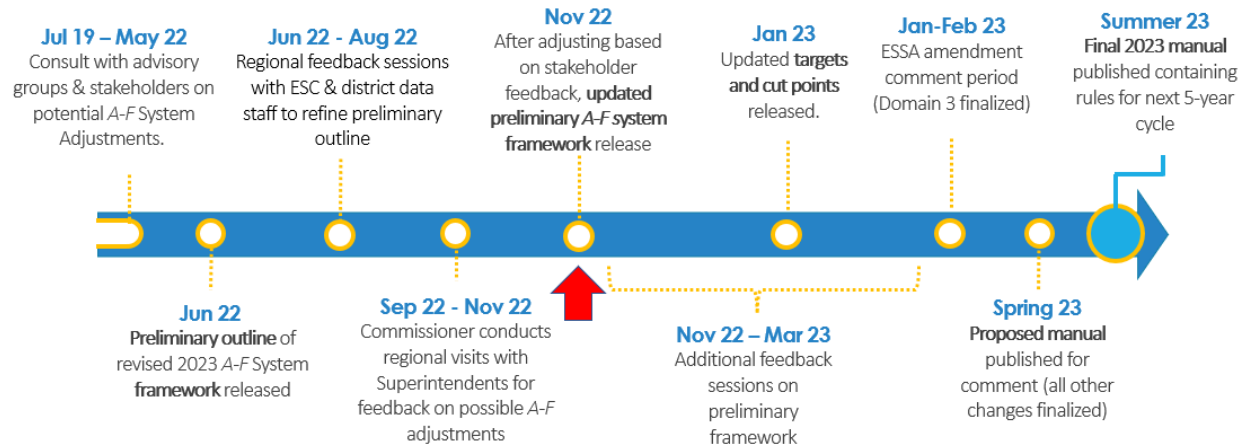 Jul 19 – May 22
Consult with advisory
groups & stakeholders on
potential A-F System
Adjustments.
Jun 22 - Aug 22
Regional feedback sessions
with ESC & district data
staff to refine preliminary
outline
Nov 22
After adjusting based
on stakeholder
feedback, updated
preliminary A-F system
framework release
Jan 23
Updated targets
and cut points
released.
Jan-Feb 23
ESSA amendment
comment period
(Domain 3 finalized)
Summer 23
Final 2023 manual
published containing
rules for next 5-year
cycle
Jun 22
Preliminary outline of
revised 2023 A-F System
framework released
Sep 22 - Nov 22
Commissioner conducts
regional visits with
Superintendents for
feedback on possible A-F
adjustments
Nov 22 – Mar 23
Additional feedback
sessions on
preliminary
framework
Spring 23
Proposed manual
published for
comment (all other
changes finalized)